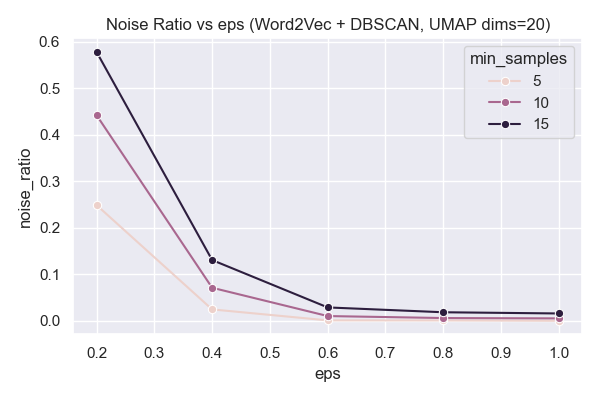 Noise Ratio vs eps (Word2Vec + DBSCAN, UMAP dims=20)
min_samples
5
10
15
noise_ratio
0.6
0.5
0.4
0.3
0.2
0.1
0.0
0.2 0.3 0.4 0.5 0.6 0.7 0.8 0.9 1.0
eps